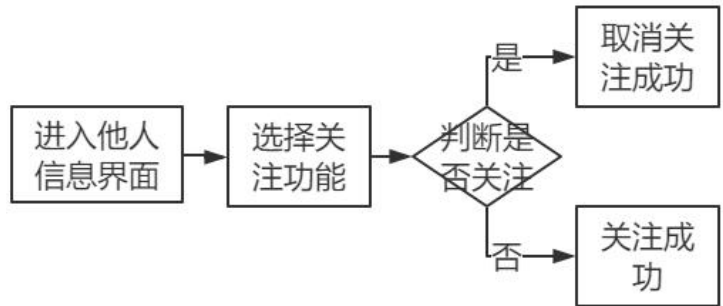 进入他人
信息界面
选择关
注功能
判断是
否关注
是
取消关
注成功
否
关注成
功